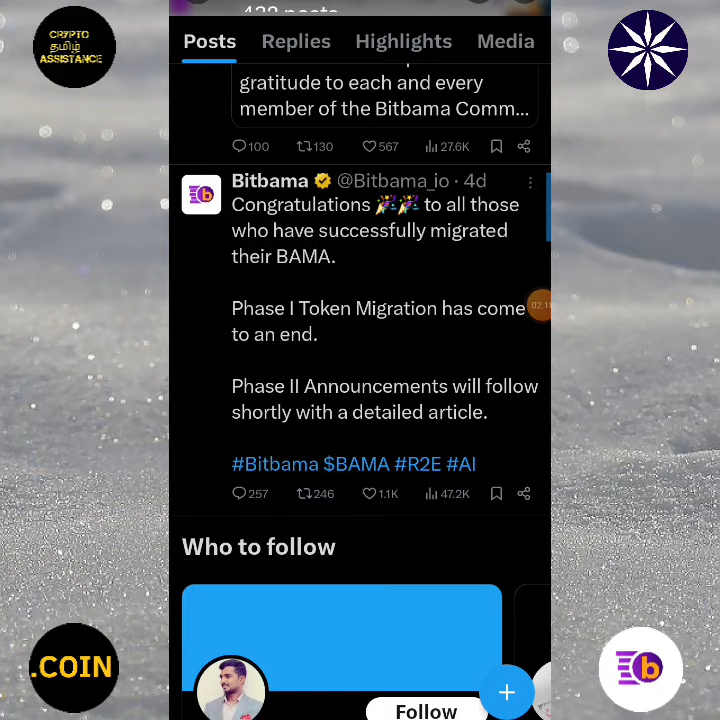 CRYPTO
தமிழ்
ASSISTANCE
432 posts
Posts Replies Highlights Media
gratitude to each and every
member of the Bitbama Comm...
100 130 567 27.6K
Bitbama @Bitbama_io · 4d
Congratulations 🎉🎉 to all those
who have successfully migrated
their BAMA.
Phase I Token Migration has come
to an end.
Phase II Announcements will follow
shortly with a detailed article.
#Bitbama $BAMA #R2E #AI
257 246 1.1K 47.2K
Who to follow
Follow
.COIN
b